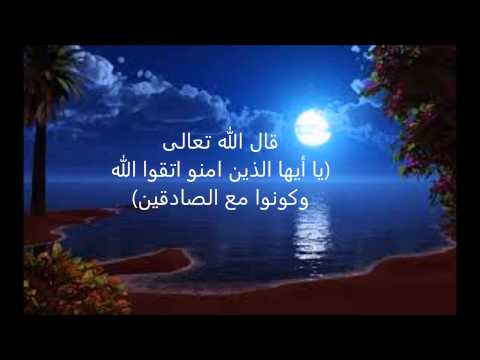 قال الله تعالى
(يا أيها الذين امنو اتقوا الله
وكونوا مع الصادقين)